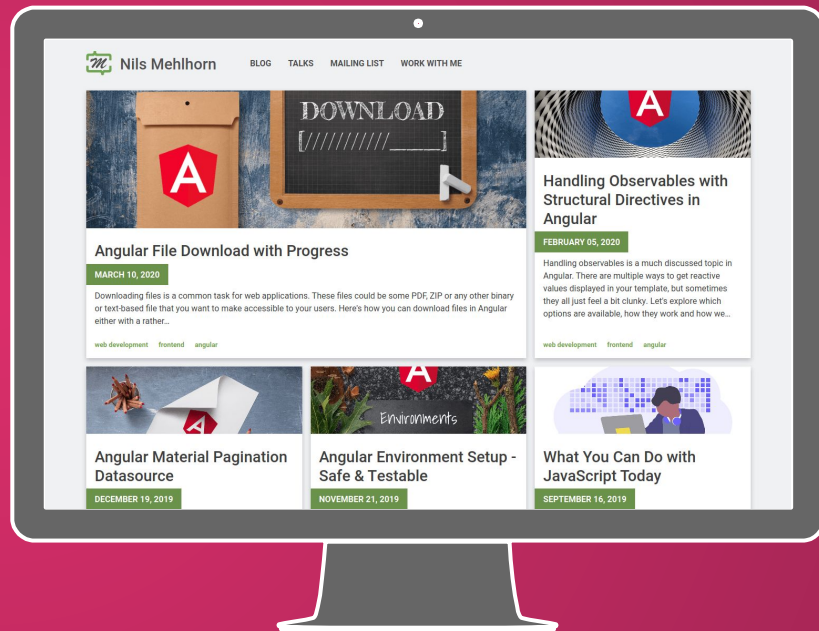 Nils Mehlhorn
BLOG TALKS MAILING LIST WORK WITH ME
DOWNLOAD
[///////////_____]
Angular File Download with Progress
MARCH 10, 2020
Downloading files is a common task for web applications. These files could be some PDF, ZIP or any other binary
or text-based file that you want to make accessible to your users. Here's how you can download files in Angular
either with a rather...
web development frontend angular
Handling Observables with
Structural Directives in
Angular
FEBRUARY 05, 2020
Handling observables is a much discussed topic in
Angular. There are multiple ways to get reactive
values displayed in your template, but sometimes
they all just feel a bit clunky. Let's explore which
options are available, how they work and how we...
web development frontend angular
Angular Material Pagination
Datasource
DECEMBER 19, 2019
Environments
Angular Environment Setup -
Safe & Testable
NOVEMBER 21, 2019
What You Can Do with
JavaScript Today
SEPTEMBER 16, 2019